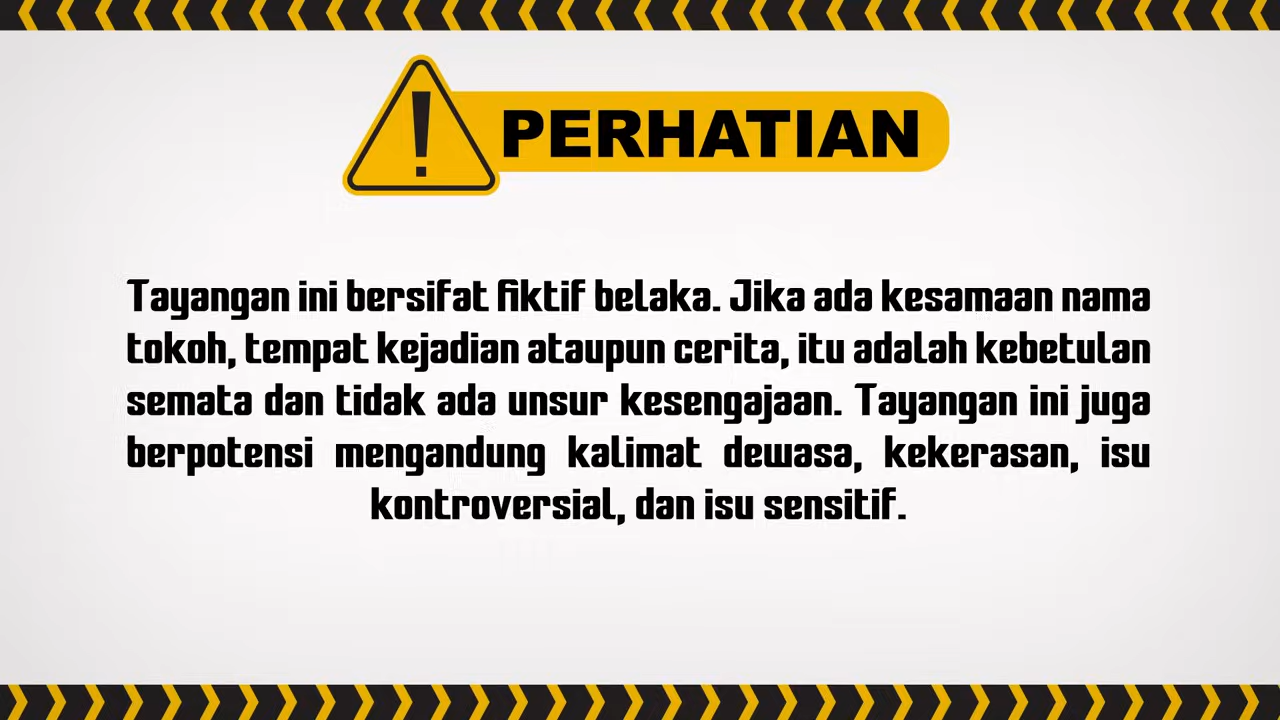 !
PERHATIAN
Tayangan ini bersifat fiktif belaka. Jika ada kesamaan nama
tokoh, tempat kejadian ataupun cerita, itu adalah kebetulan
semata dan tidak ada unsur kesengajaan. Tayangan ini juga
berpotensi mengandung kalimat dewasa, kekerasan, isu
kontroversial, dan isu sensitif.